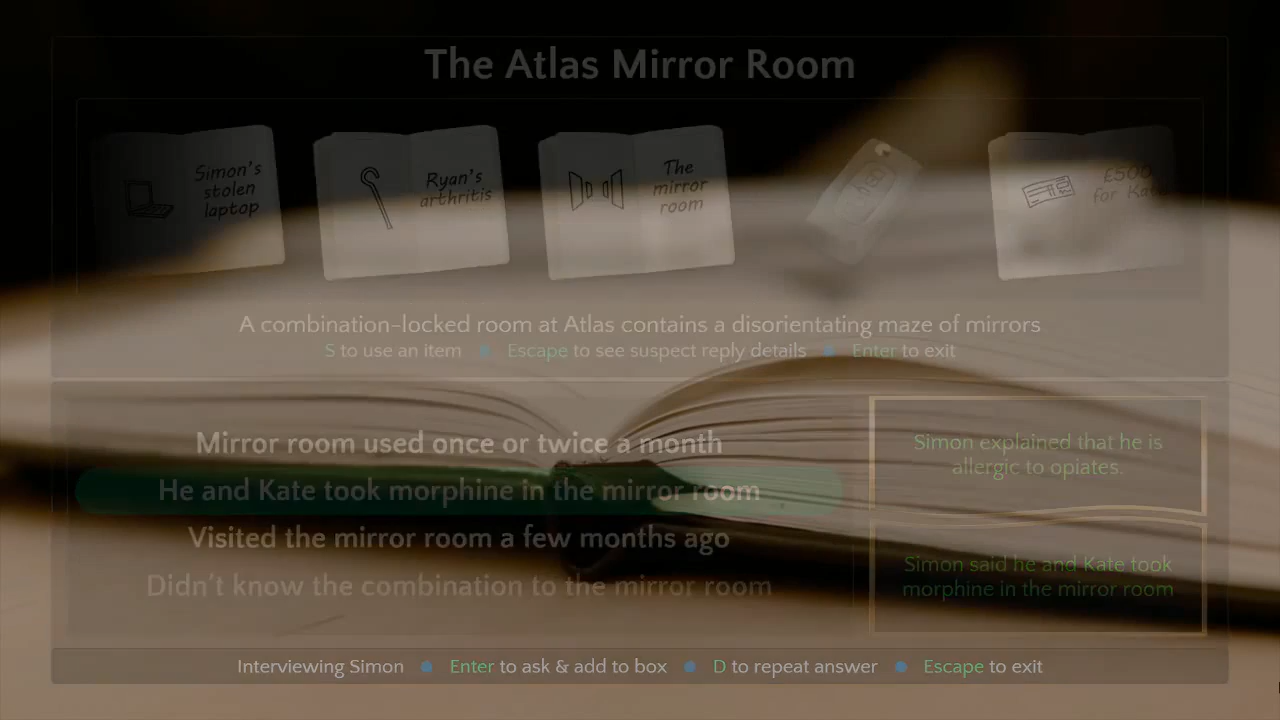 The Atlas Mirror Room
Simon's
stolen
laptop
Ryan's
arthritis
The
mirror
room
£500
for Kate
A combination-locked room at Atlas contains a disorientating maze of mirrors
S to use an item Escape to see suspect reply details Enter to exit
Mirror room used once or twice a month
He and Kate took morphine in the mirror room
Visited the mirror room a few months ago
Didn't know the combination to the mirror room
Simon explained that he is
allergic to opiates.
Simon said he and Kate took
morphine in the mirror room
Interviewing Simon Enter to ask & add to box D to repeat answer Escape to exit